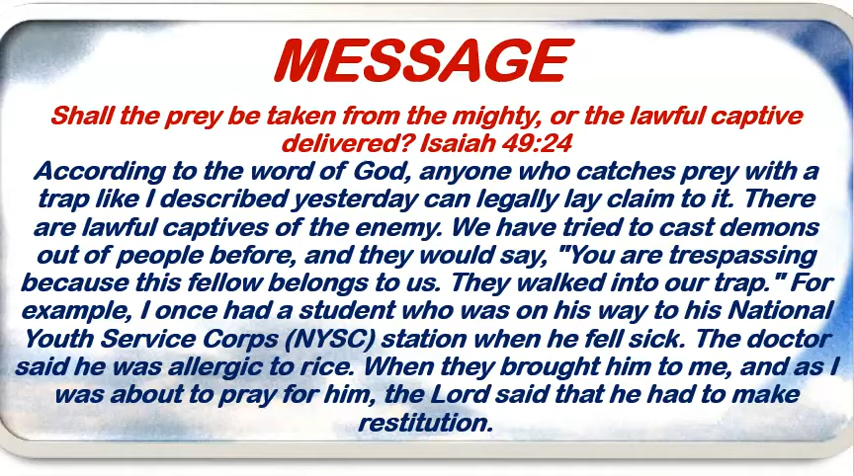 MESSAGE
Shall the prey be taken from the mighty, or the lawful captive
delivered? Isaiah 49:24
According to the word of God, anyone who catches prey with a
trap like I described yesterday can legally lay claim to it. There
are lawful captives of the enemy. We have tried to cast demons
out of people before, and they would say, "You are trespassing
because this fellow belongs to us. They walked into our trap." For
example, I once had a student who was on his way to his National
Youth Service Corps (NYSC) station when he fell sick. The doctor
said he was allergic to rice. When they brought him to me, and as I
was about to pray for him, the Lord said that he had to make
restitution.